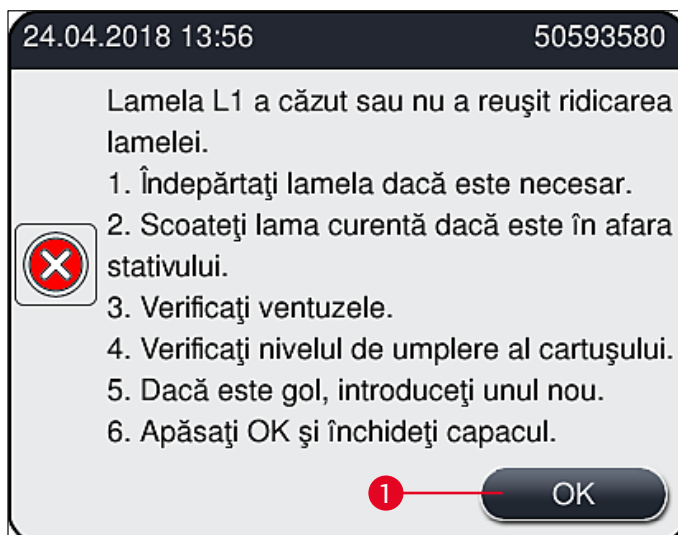 24.04.2018 13:56 50593580
Lamela L1 a căzut sau nu a reuşit ridicarea
lamelei.
1. Îndepărtaţi lamela dacă este necesar.
2. Scoateţi lama curentă dacă este în afara
stativului.
3. Verificaţi ventuzele.
4. Verificaţi nivelul de umplere al cartuşului.
5. Dacă este gol, introduceţi unul nou.
6. Apăsaţi OK şi închideţi capacul.
1 OK